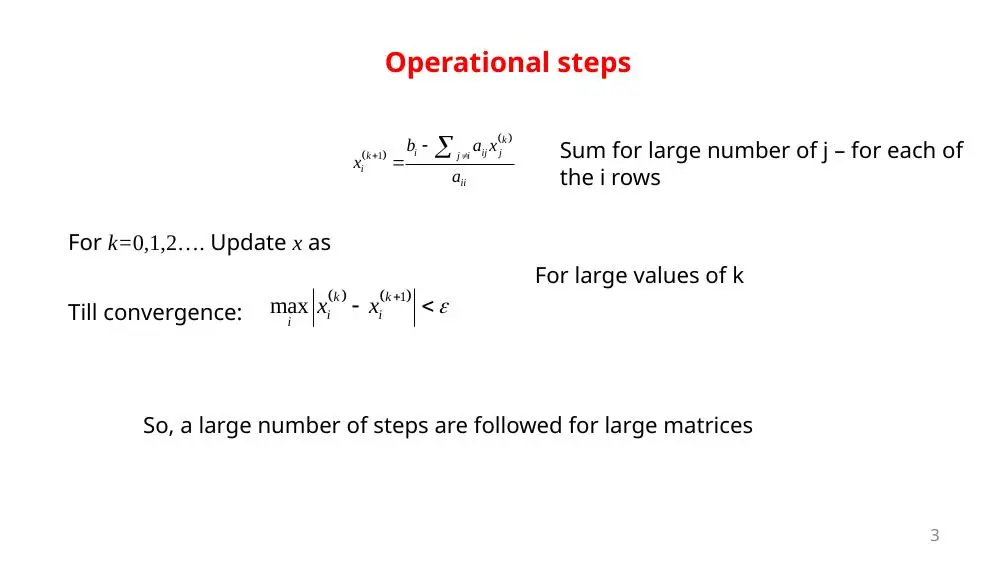 Operational steps
x_i^(k+1) = (b_i - ∑_{j≠i} a_ij x_j^(k)) / a_ii
Sum for large number of j – for each of
the i rows
For k=0,1,2…. Update x as
For large values of k
Till convergence: max_i |x_i^(k) - x_i^(k+1)| < ε
So, a large number of steps are followed for large matrices
3